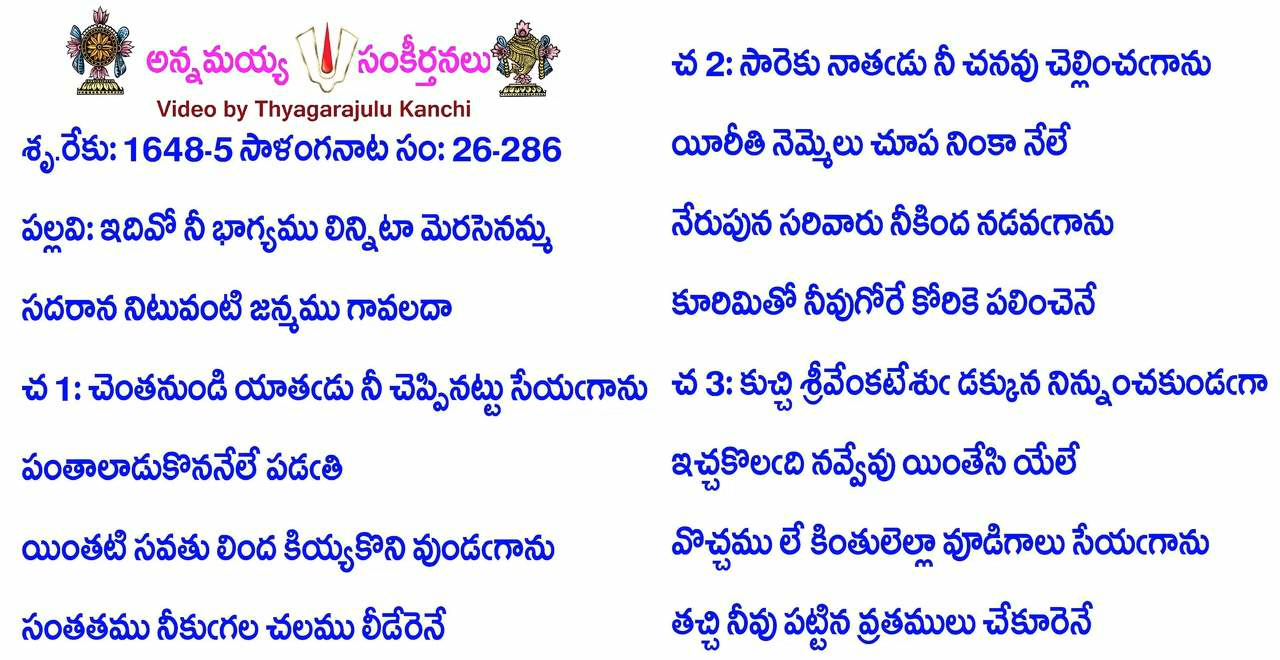 అన్నమయ్య సంకీర్తనలు
Video by Thyagarajulu Kanchi
శృ.రేకు: 1648-5 సాళంగనాట సం: 26-286
పల్లవి: ఇదివో నీ భాగ్యము లిన్నిటా మెరసెనమ్మ
సదరాన నిటువంటి జన్మము గావలదా
చ 1: చెంతనుండి యాతఁడు నీ చెప్పినట్టు సేయఁగాను
పంతాలాడుకొననేలే పడఁతి
యింతటి సవతు లింద కియ్యకొని వుండఁగాను
సంతతము నీకుఁగల చలము లీడేరెనే
చ 2: సారెకు నాతఁడు నీ చనవు చెల్లించఁగాను
యీరీతి నెమ్మెలు చూప నింకా నేలే
నేరుపున సరివారు నీకింద నడవఁగాను
కూరిమితో నీవుగోరే కోరికె పలించెనే
చ 3: కుచ్చి శ్రీవేంకటేశుఁ డక్కున నిన్నుంచకుండఁగా
ఇచ్చకొలఁది నవ్వేవు యింతేసి యేలే
వొచ్చము లే కింతులెల్లా వూడిగాలు సేయఁగాను
తచ్చి నీవు పట్టిన వ్రతములు చేకూరెనే